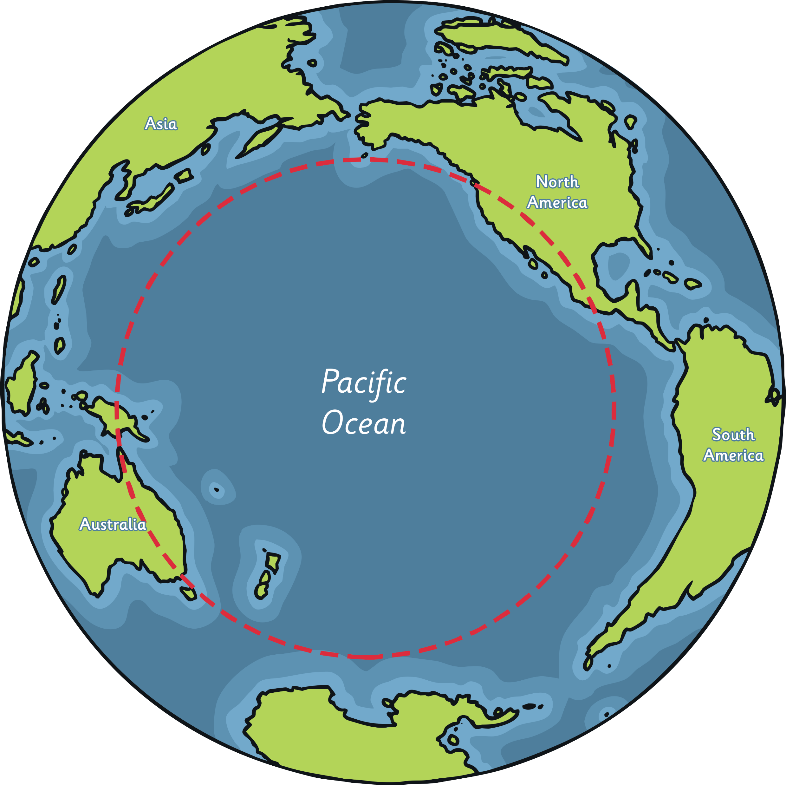 Asia
North
America
Pacific
Ocean
South
America
Australia